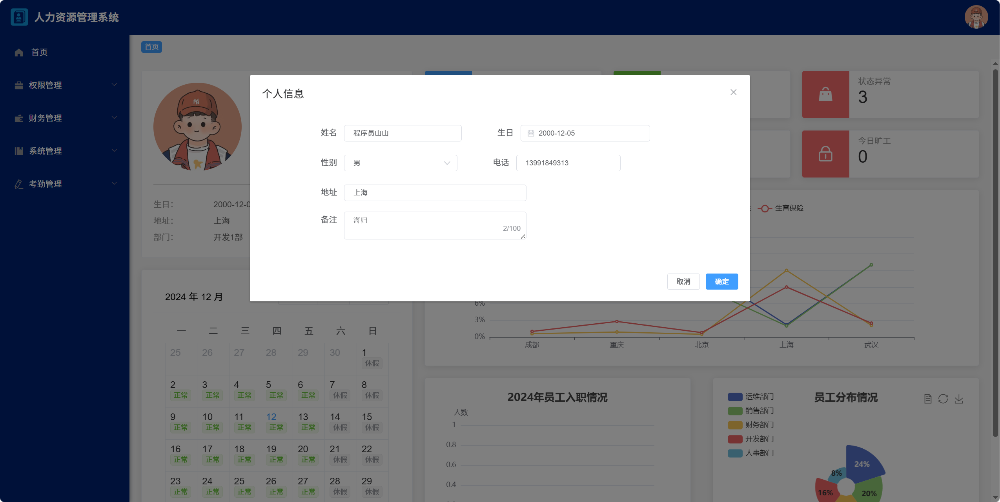 人力资源管理系统
首页
权限管理
财务管理
系统管理
考勤管理
首页
状态异常
3
今日旷工
0
生日：
2000-12-0
地址：
上海
部门：
开发1部
个人信息
姓名
程序员山山
生日
2000-12-05
性别
男
电话
13991849313
地址
上海
备注
海归
2/100
取消
确定
生育保险
6%
3%
0%
成都
重庆
北京
上海
武汉
2024 年 12 月
一 二 三 四 五 六 日
25 26 27 28 29 30 1
休假
2 3 4 5 6 7 8
正常 正常 正常 正常 正常 休假 休假
9 10 11 12 13 14 15
正常 正常 正常 正常 正常 休假 休假
16 17 18 19 20 21 22
正常 正常 正常 正常 正常 休假 休假
23 24 25 26 27 28 29
正常 正常 正常 正常 正常 休假 休假
2024年员工入职情况
人数
1
0.8
0.6
0.4
员工分布情况
运维部门
销售部门
财务部门
开发部门
人事部门
24%
8%
16%
20%